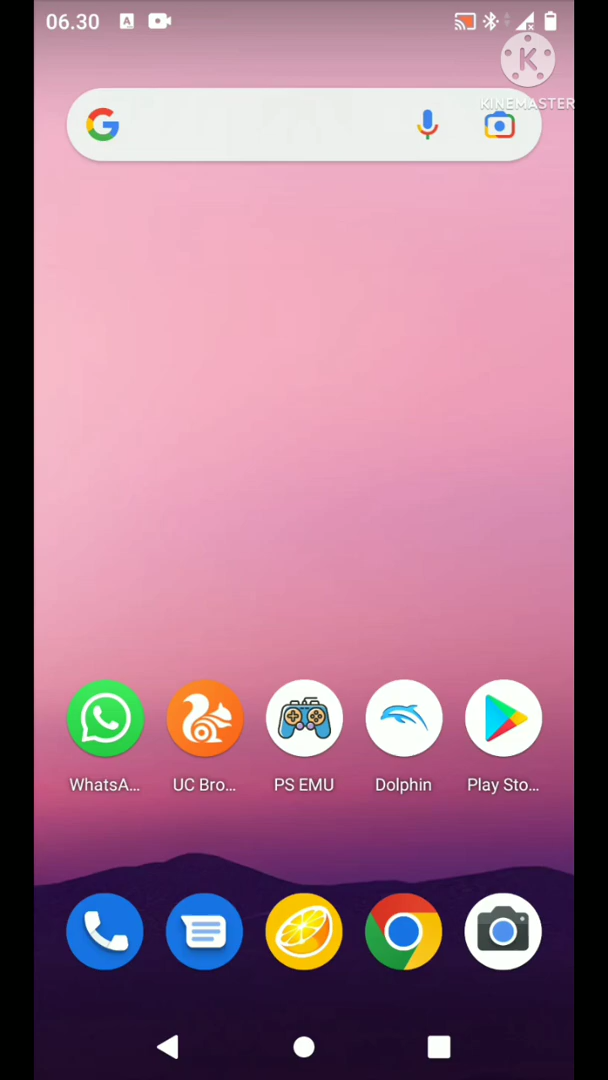 06.30
A
KINEMASTER
WhatsA...
UC Bro...
PS EMU
Dolphin
Play Sto...